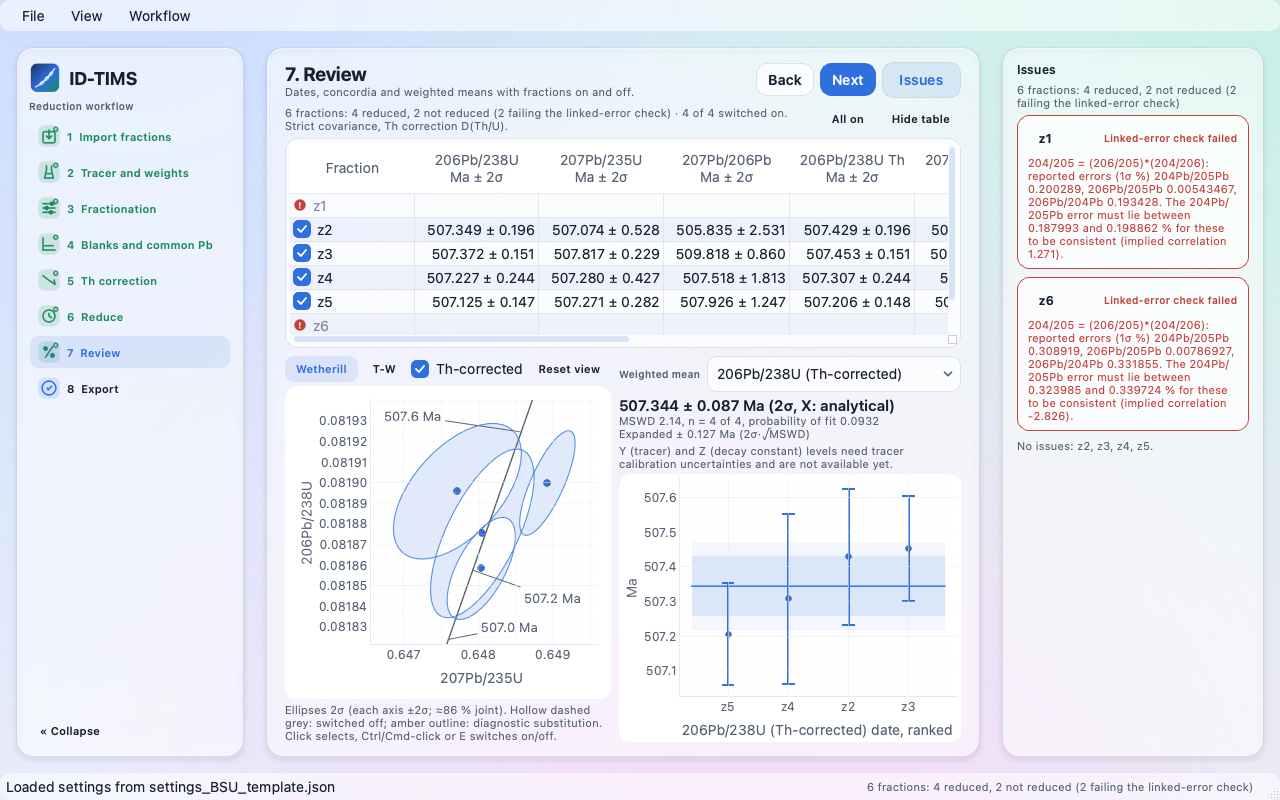 File View Workflow
ID-TIMS
Reduction workflow
1 Import fractions
2 Tracer and weights
3 Fractionation
4 Blanks and common Pb
5 Th correction
6 Reduce
7 Review
8 Export
« Collapse
7. Review
Dates, concordia and weighted means with fractions on and off.
Back Next Issues
6 fractions: 4 reduced, 2 not reduced (2 failing the linked-error check) · 4 of 4 switched on.
Strict covariance, Th correction D(Th/U).
All on Hide table
Fraction 206Pb/238U 207Pb/235U 207Pb/206Pb 206Pb/238U Th 207
Ma ± 2σ Ma ± 2σ Ma ± 2σ Ma ± 2σ
z1
z2 507.349 ± 0.196 507.074 ± 0.528 505.835 ± 2.531 507.429 ± 0.196 50
z3 507.372 ± 0.151 507.817 ± 0.229 509.818 ± 0.860 507.453 ± 0.151 50
z4 507.227 ± 0.244 507.280 ± 0.427 507.518 ± 1.813 507.307 ± 0.244 5
z5 507.125 ± 0.147 507.271 ± 0.282 507.926 ± 1.247 507.206 ± 0.148 50
z6
Wetherill T-W Th-corrected Reset view
0.08193
0.08192
0.08191
0.08190
0.08189
0.08188
0.08187
0.08186
0.08185
0.08184
0.08183
206Pb/238U
507.6 Ma
507.2 Ma
507.0 Ma
0.647 0.648 0.649
207Pb/235U
Ellipses 2σ (each axis ±2σ; ≈86 % joint). Hollow dashed
grey: switched off; amber outline: diagnostic substitution.
Click selects, Ctrl/Cmd-click or E switches on/off.
Weighted mean 206Pb/238U (Th-corrected)
507.344 ± 0.087 Ma (2σ, X: analytical)
MSWD 2.14, n = 4 of 4, probability of fit 0.0932
Expanded ± 0.127 Ma (2σ·√MSWD)
Y (tracer) and Z (decay constant) levels need tracer
calibration uncertainties and are not available yet.
507.6
507.5
507.4
507.3
507.2
507.1
Ma
z5 z4 z2 z3
206Pb/238U (Th-corrected) date, ranked
Issues
6 fractions: 4 reduced, 2 not reduced (2
failing the linked-error check)
z1 Linked-error check failed
204/205 = (206/205)*(204/206):
reported errors (1σ %) 204Pb/205Pb
0.200289, 206Pb/205Pb 0.00543467,
206Pb/204Pb 0.193428. The 204Pb/
205Pb error must lie between
0.187993 and 0.198862 % for these
to be consistent (implied correlation
1.271).
z6 Linked-error check failed
204/205 = (206/205)*(204/206):
reported errors (1σ %) 204Pb/205Pb
0.308919, 206Pb/205Pb 0.00786927,
206Pb/204Pb 0.331855. The 204Pb/
205Pb error must lie between
0.323985 and 0.339724 % for these
to be consistent (implied correlation
-2.826).
No issues: z2, z3, z4, z5.
Loaded settings from settings_BSU_template.json
6 fractions: 4 reduced, 2 not reduced (2 failing the linked-error check)